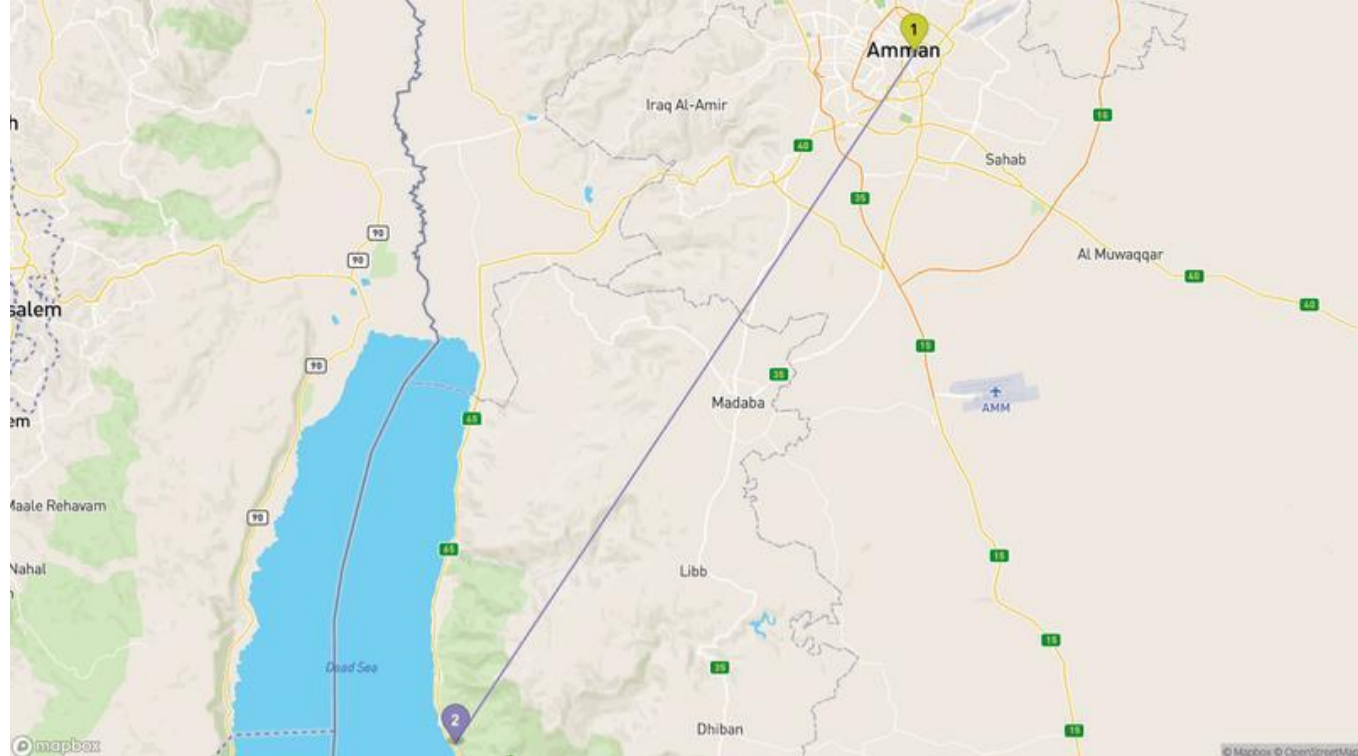 1
Amman
Iraq Al-Amir
h
40
Sahab
15
35
90
Al Muwaqqar
90
40
salem
40
15
90
35
AMM
Madaba
65
em
Maale Rehavam
90
65
15
Nahal
Libb
15
Dead Sea
35
2
Dhiban
15
mapbox
© Mapbox © OpenStreetMap